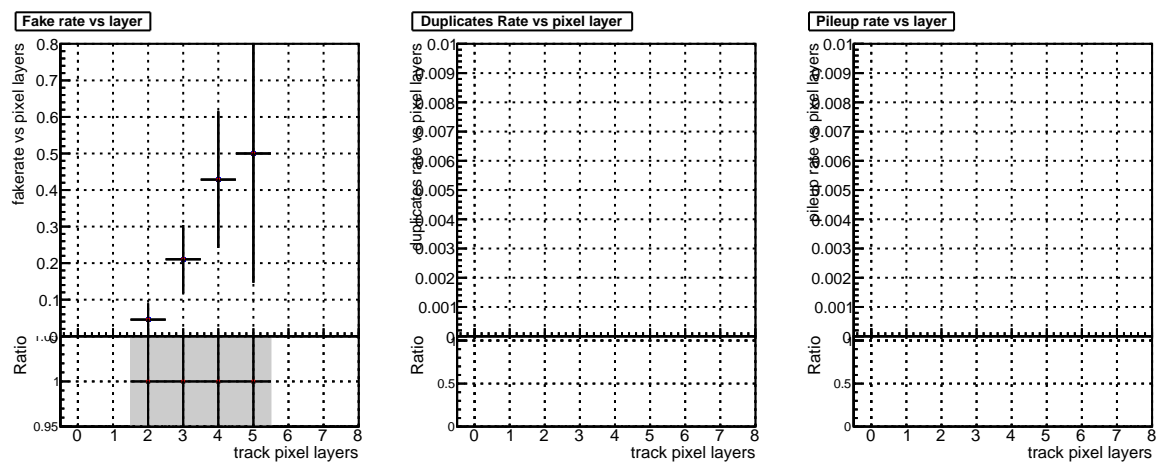 Fake rate vs layer
fakerate vs pixel layers
0.8
0.7
0.6
0.5
0.4
0.3
0.2
0.1
0
Ratio
1
0.95
0 1 2 3 4 5 6 7 8
track pixel layers
Duplicates Rate vs pixel layer
duplicates rate vs pixel layers
0.01
0.009
0.008
0.007
0.006
0.005
0.004
0.003
0.002
0.001
0
Ratio
1
0.5
0
0 1 2 3 4 5 6 7 8
track pixel layers
Pileup rate vs layer
pileup rate vs pixel layers
0.01
0.009
0.008
0.007
0.006
0.005
0.004
0.003
0.002
0.001
0
Ratio
1
0.5
0
0 1 2 3 4 5 6 7 8
track pixel layers